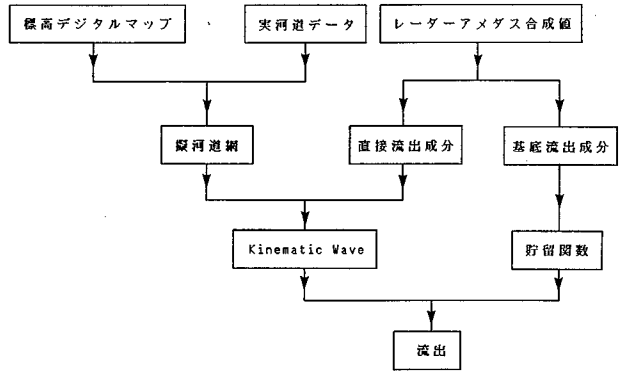 標高デジタルマップ
実河道データ
レーダーアメダス合成値
擬河道網
直接流出成分
基底流出成分
Kinematic Wave
貯留関数
流出